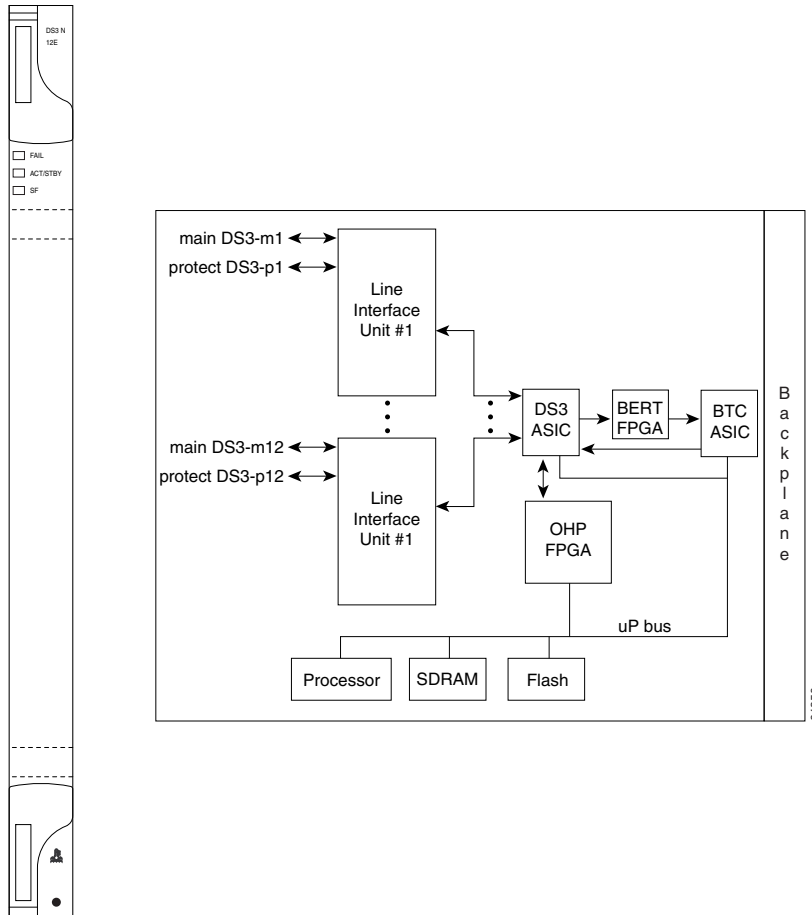 DS3 N
12E
FAIL
ACT/STBY
SF
main DS3-m1
protect DS3-p1
Line
Interface
Unit #1
main DS3-m12
protect DS3-p12
Line
Interface
Unit #1
DS3
ASIC
BERT
FPGA
BTC
ASIC
OHP
FPGA
uP bus
Processor
SDRAM
Flash
Backplane